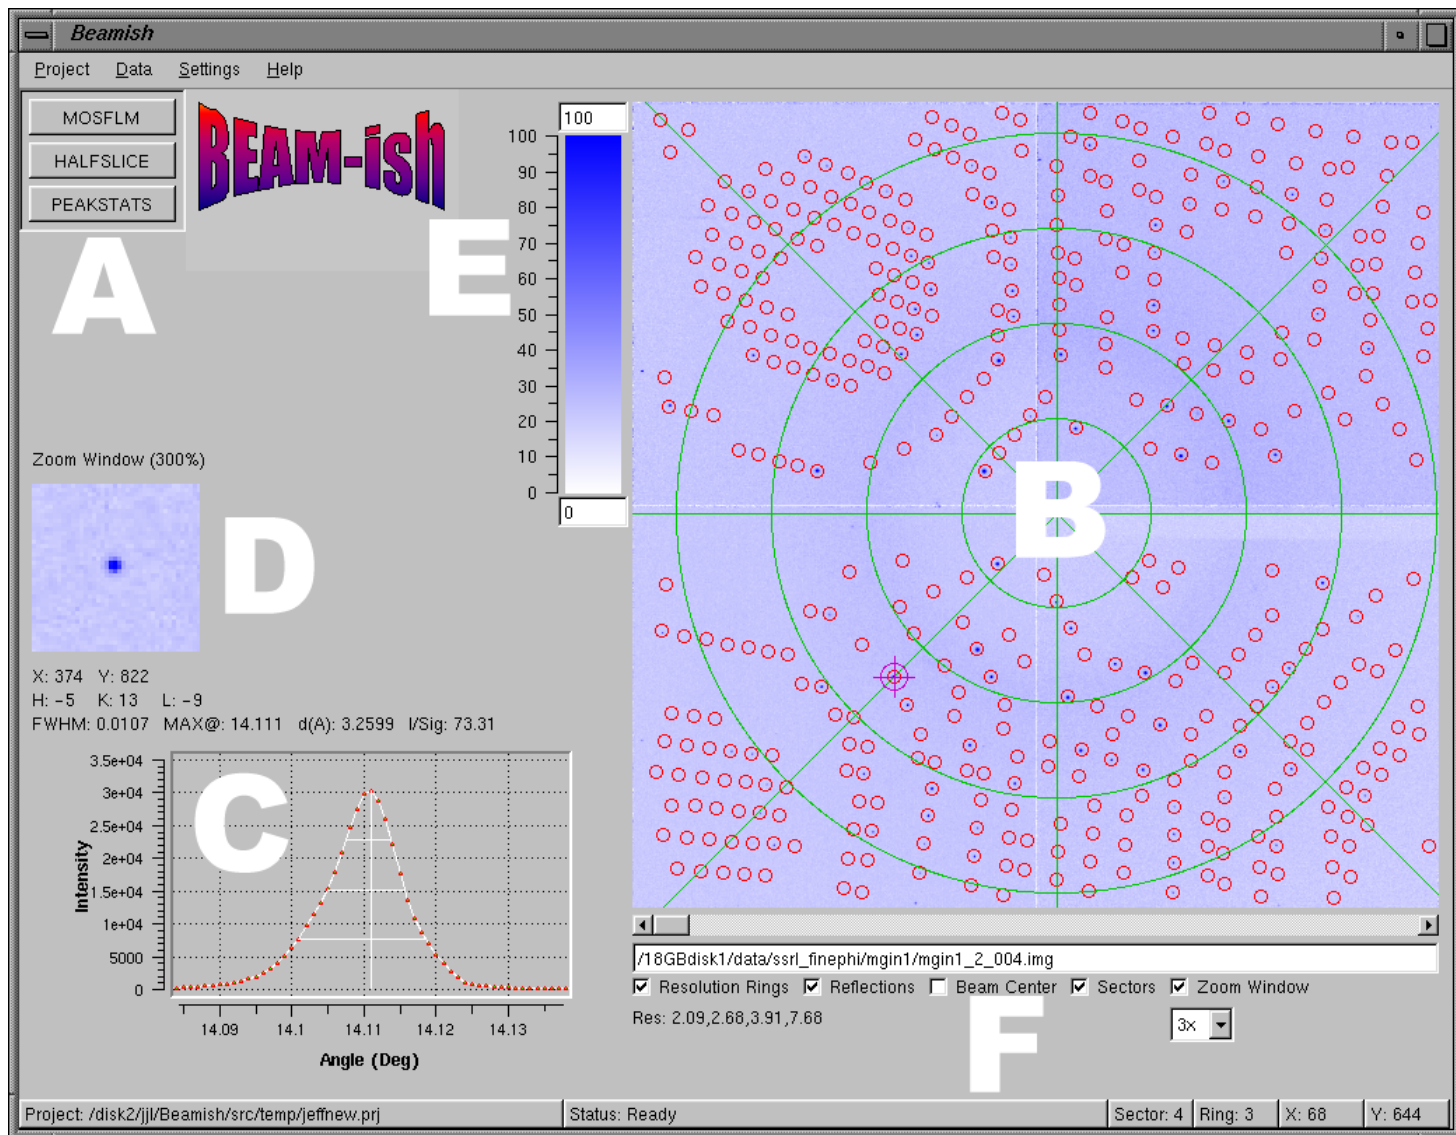 Beamish
Project Data Settings Help
MOSFLM
HALFSLICE
PEAKSTATS
BEAM-ish
A
E
100
100
90
80
70
60
50
40
30
20
10
0
0
B
Zoom Window (300%)
D
X: 374 Y: 822
H: -5 K: 13 L: -9
FWHM: 0.0107 MAX@: 14.111 d(A): 3.2599 I/Sig: 73.31
C
Intensity
3.5e+04
3e+04
2.5e+04
2e+04
1.5e+04
1e+04
5000
0
14.09 14.1 14.11 14.12 14.13
Angle (Deg)
/18GBdisk1/data/ssrl_finephi/mgin1/mgin1_2_004.img
Resolution Rings Reflections Beam Center Sectors Zoom Window
Res: 2.09,2.68,3.91,7.68
3x
F
Project: /disk2/jjl/Beamish/src/temp/jeffnew.prj Status: Ready Sector: 4 Ring: 3 X: 68 Y: 644